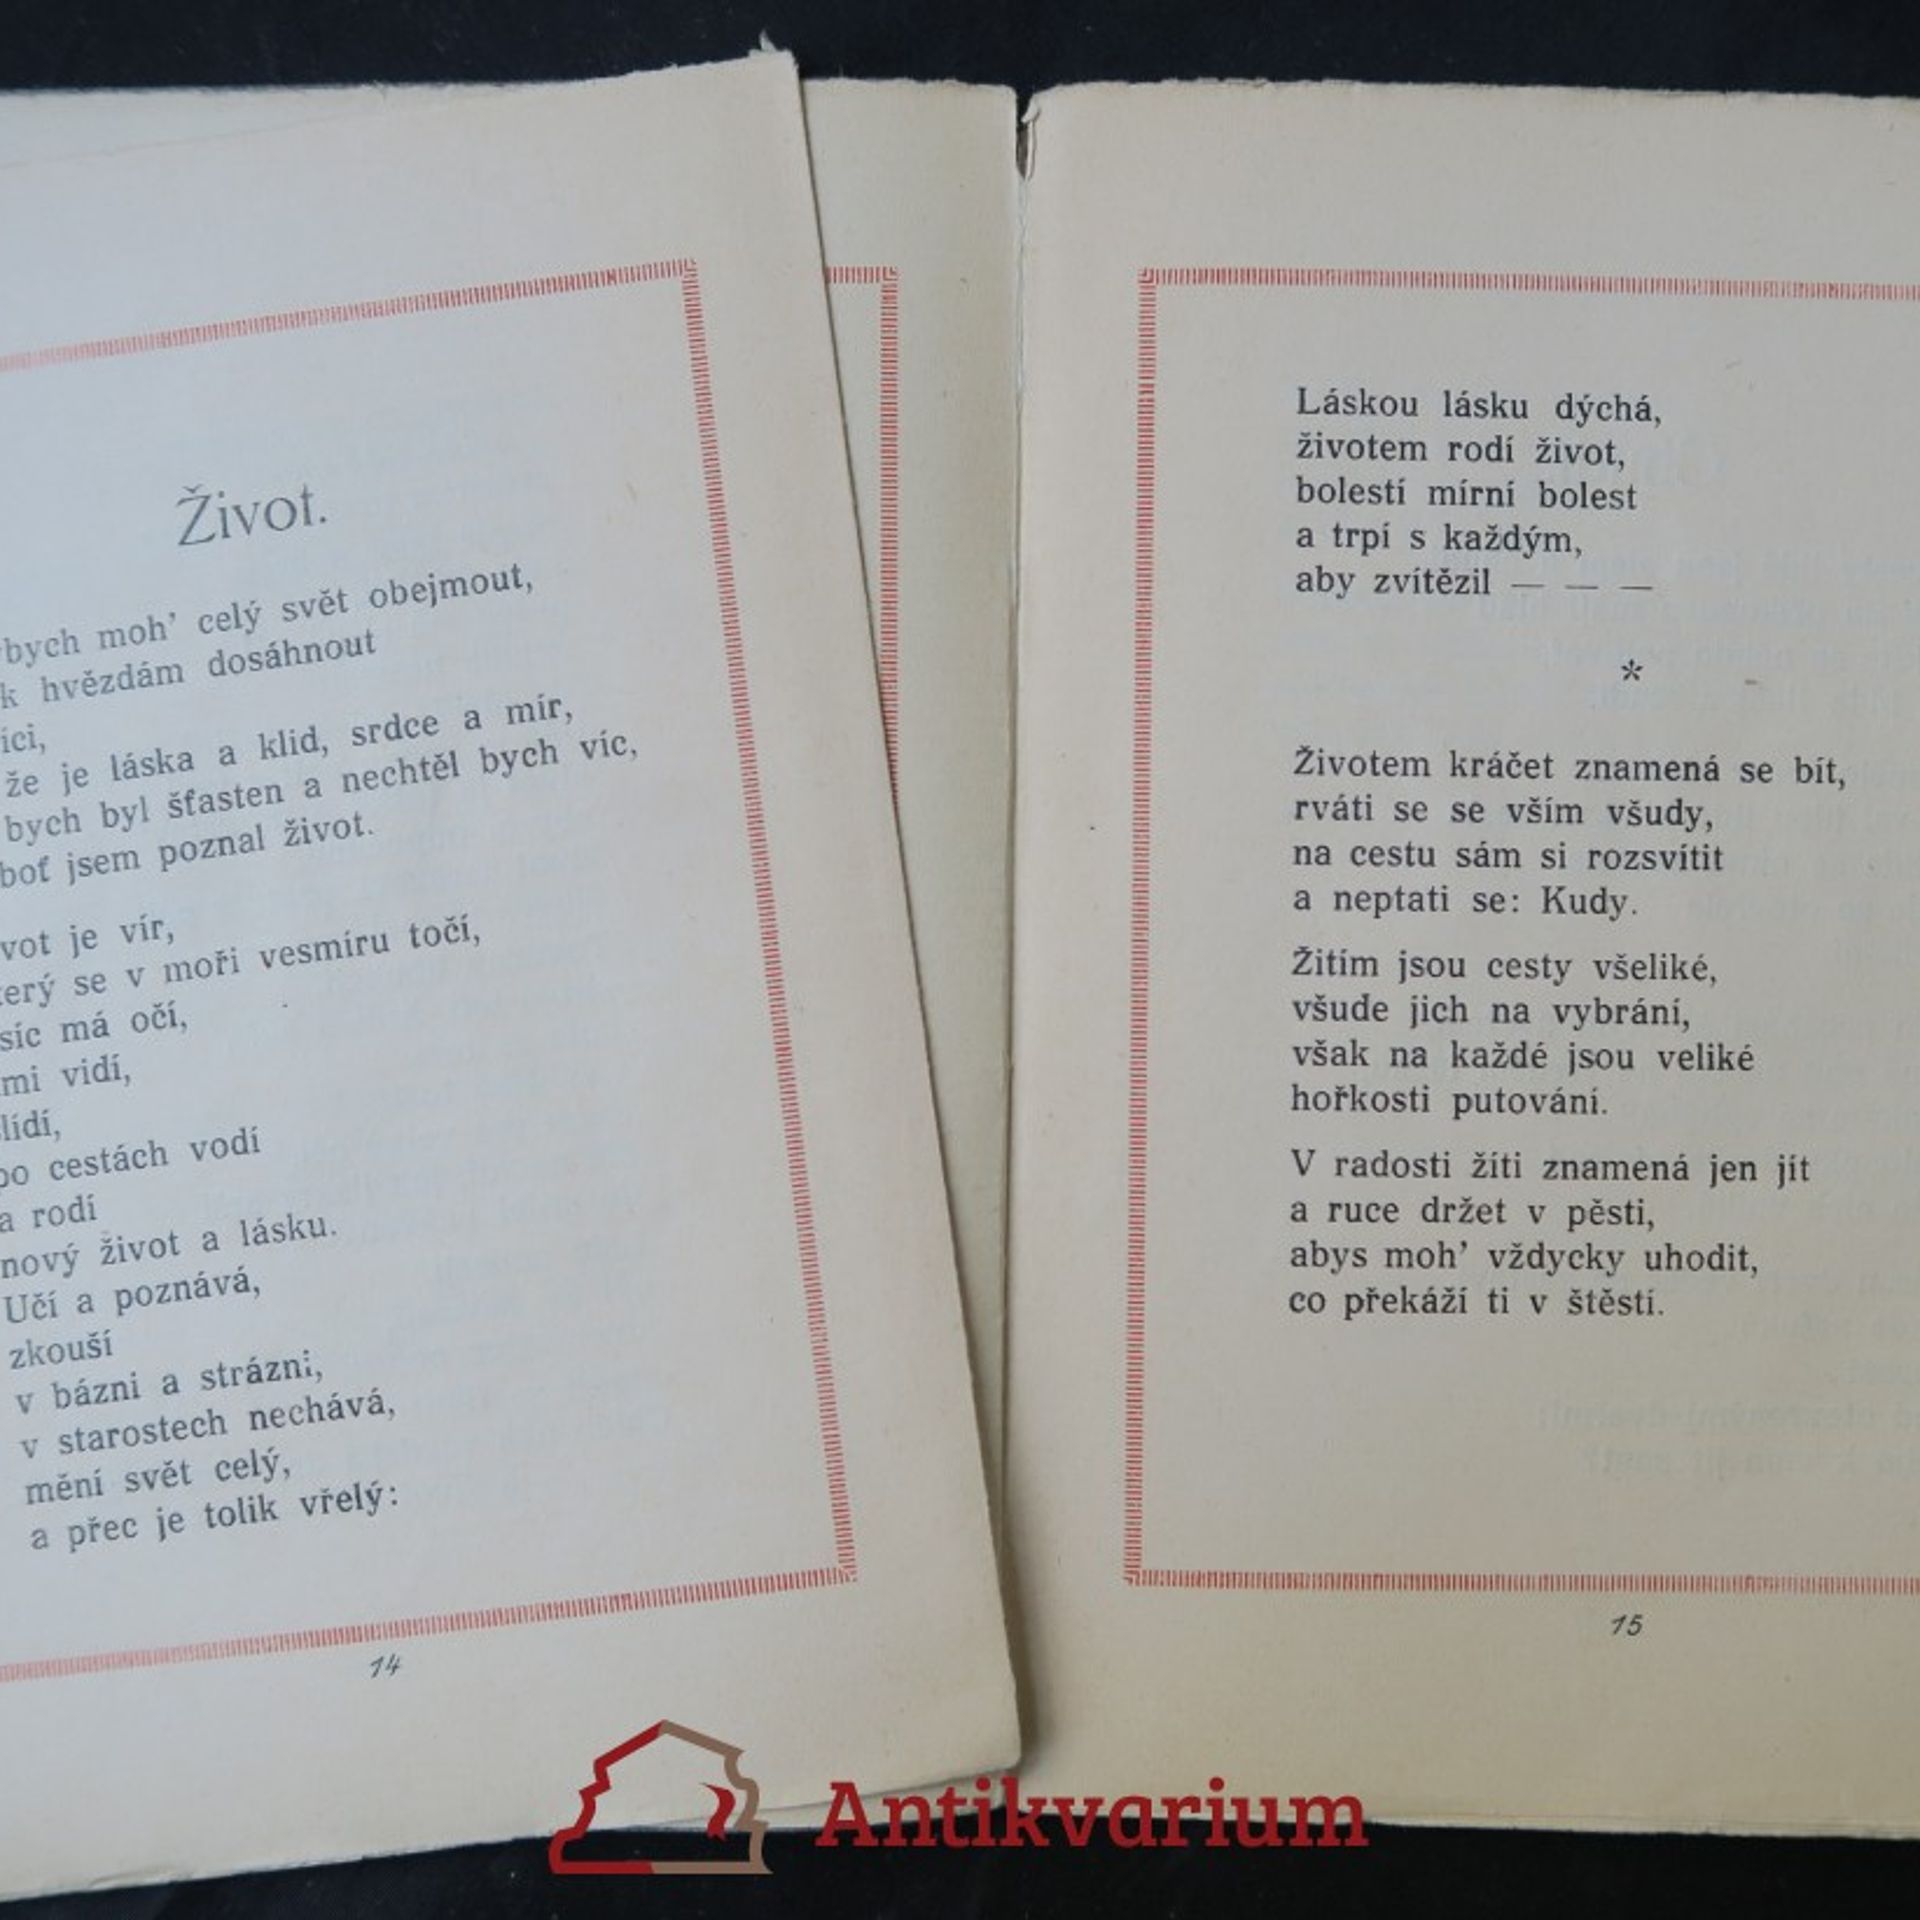 Život.
bych moh' celý svět obejmout,
k hvězdám dosáhnout
íci,
že je láska a klid, srdce a mír,
bych byl šťasten a nechtěl bych víc,
boť jsem poznal život.
vot je vír,
terý se v moři vesmíru točí,
síc má očí,
mi vidí,
lídí,
po cestách vodí
a rodí
nový život a lásku.
Učí a poznává,
zkouší
v bázni a strázni,
v starostech nechává,
mění svět celý,
a přec je tolik vřelý:
14
Láskou lásku dýchá,
životem rodí život,
bolestí mírní bolest
a trpí s každým,
aby zvítězil — — —
*
Životem kráčet znamená se bít,
rváti se se vším všudy,
na cestu sám si rozsvítit
a neptati se: Kudy.
Žitím jsou cesty všeliké,
všude jich na vybrání,
však na každé jsou veliké
hořkosti putování.
V radosti žíti znamená jen jít
a ruce držet v pěsti,
abys moh' vždycky uhodit,
co překáží ti v štěstí.
15
Antikvarium